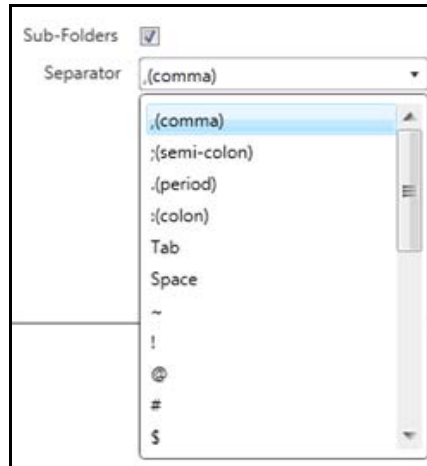 Sub-Folders
Separator ,(comma)
,(comma)
;(semi-colon)
.(period)
:(colon)
Tab
Space
~
!
@
#
$